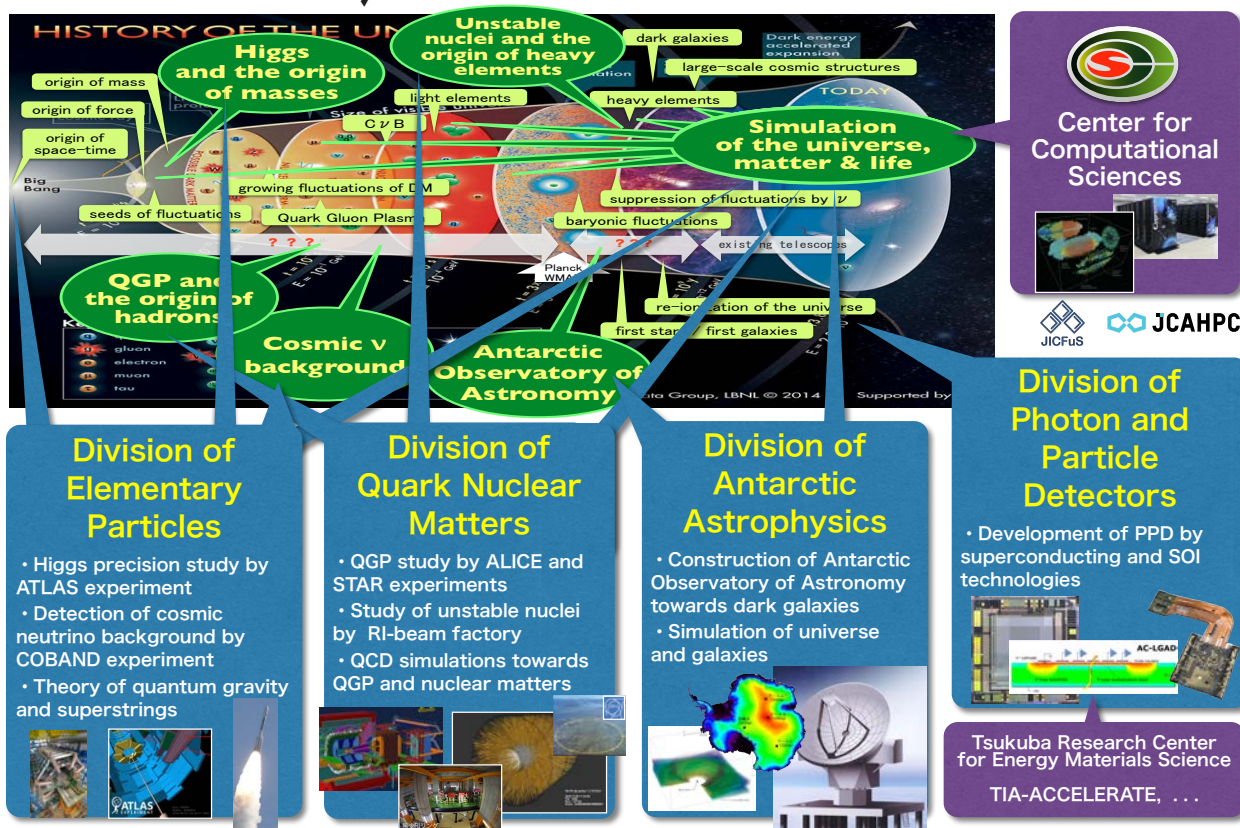 HISTORY OF THE UN
Higgs
and the origin
of masses
Unstable
nuclei and the
origin of heavy
elements
dark galaxies
Dark energy
accelerated
expansion
large-scale cosmic structures
origin of mass
origin of force
origin of
space-time
light elements
heavy elements
TODAY
Size of visible
CνB
Simulation
of the universe,
matter & life
Big
Bang
growing fluctuations of DM
suppression of fluctuations by ν
seeds of fluctuations
Quark Gluon Plasma
baryonic fluctuations
? ? ?
? ? ?
existing telescopes
Planck
WMAP
QGP and
the origin of
hadrons
re-ionization of the universe
first stars / first galaxies
Cosmic ν
background
Antarctic
Observatory of
Astronomy
gluon
electron
muon
tau
ata Group, LBNL © 2014
Supported by
Center for
Computational
Sciences
JICFuS
JCAHPC
Division of
Elementary
Particles
・Higgs precision study by
ATLAS experiment
・Detection of cosmic
neutrino background by
COBAND experiment
・Theory of quantum gravity
and superstrings
ATLAS
EXPERIMENT
Division of
Quark Nuclear
Matters
・QGP study by ALICE and
STAR experiments
・Study of unstable nuclei
by RI-beam factory
・QCD simulations towards
QGP and nuclear matters
Division of
Antarctic
Astrophysics
・Construction of Antarctic
Observatory of Astronomy
towards dark galaxies
・Simulation of universe
and galaxies
Division of
Photon and
Particle
Detectors
・Development of PPD by
superconducting and SOI
technologies
AC-LGAD
Tsukuba Research Center
for Energy Materials Science
TIA-ACCELERATE, . . .